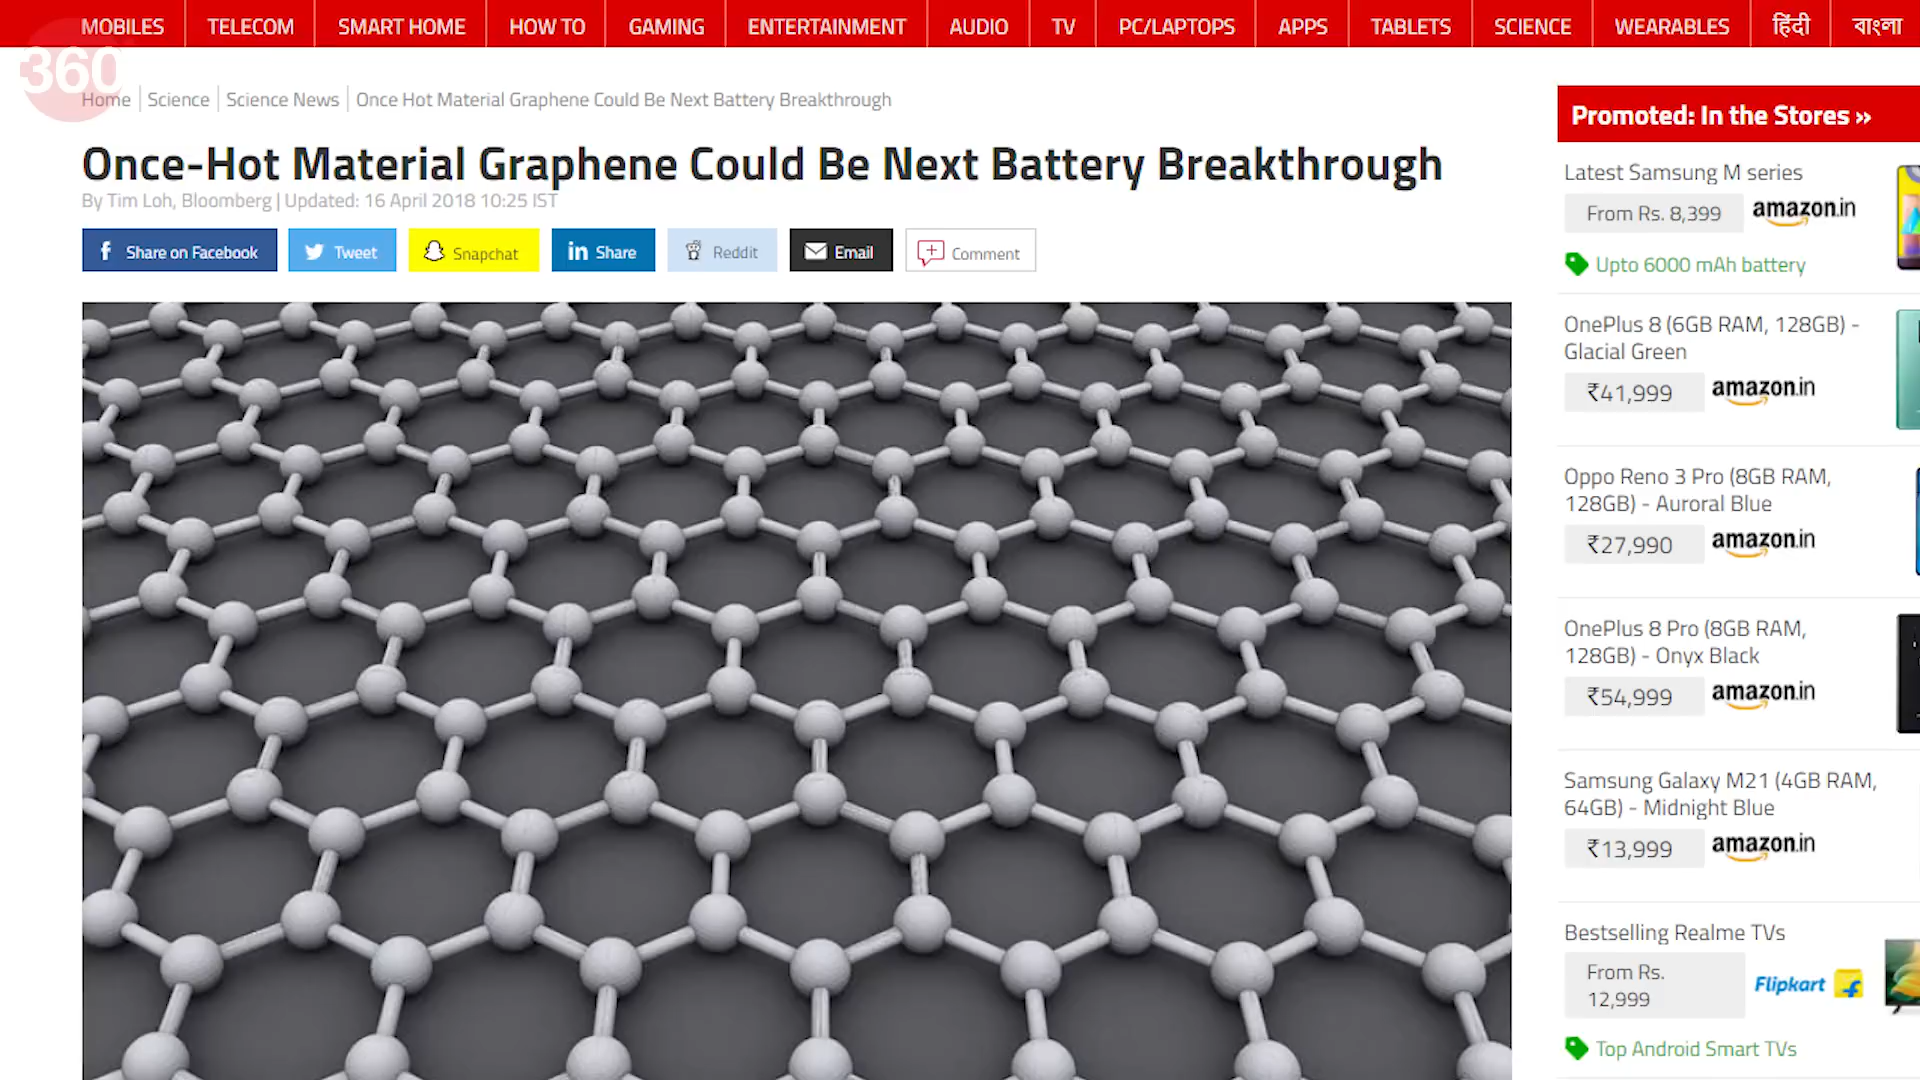 MOBILES TELECOM SMART HOME HOW TO GAMING ENTERTAINMENT AUDIO TV PC/LAPTOPS APPS TABLETS SCIENCE WEARABLES हिंदी বাংলা
360
Home Science Science News Once Hot Material Graphene Could Be Next Battery Breakthrough
Once-Hot Material Graphene Could Be Next Battery Breakthrough
By Tim Loh, Bloomberg | Updated: 16 April 2018 10:25 IST
Share on Facebook Tweet Snapchat in Share Reddit Email Comment
Promoted: In the Stores »
Latest Samsung M series
From Rs. 8,399 amazon.in
Upto 6000 mAh battery
OnePlus 8 (6GB RAM, 128GB) -
Glacial Green
₹41,999 amazon.in
Oppo Reno 3 Pro (8GB RAM,
128GB) - Auroral Blue
₹27,990 amazon.in
OnePlus 8 Pro (8GB RAM,
128GB) - Onyx Black
₹54,999 amazon.in
Samsung Galaxy M21 (4GB RAM,
64GB) - Midnight Blue
₹13,999 amazon.in
Bestselling Realme TVs
From Rs.
12,999 Flipkart
Top Android Smart TVs